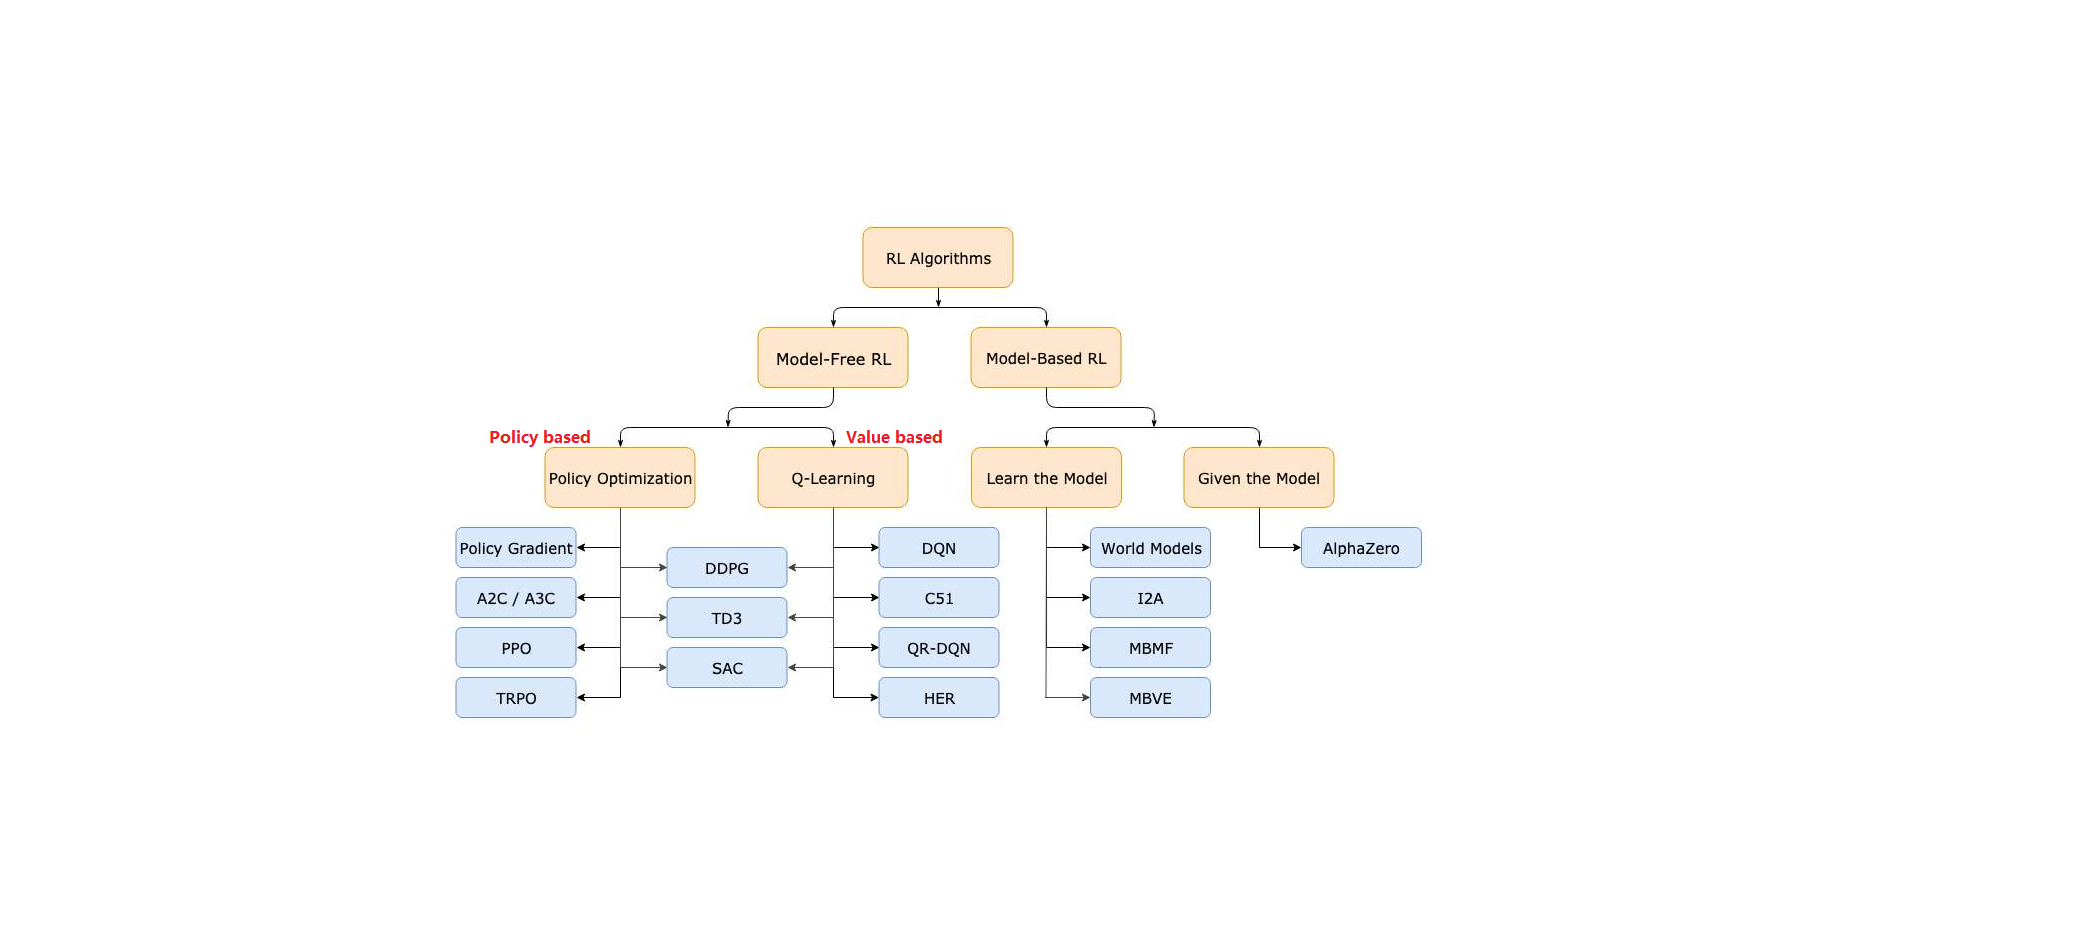 RL Algorithms
Model-Free RL
Model-Based RL
Policy based
Value based
Policy Optimization
Q-Learning
Learn the Model
Given the Model
Policy Gradient
DDPG
DQN
World Models
AlphaZero
A2C / A3C
TD3
C51
I2A
PPO
SAC
QR-DQN
MBMF
TRPO
HER
MBVE